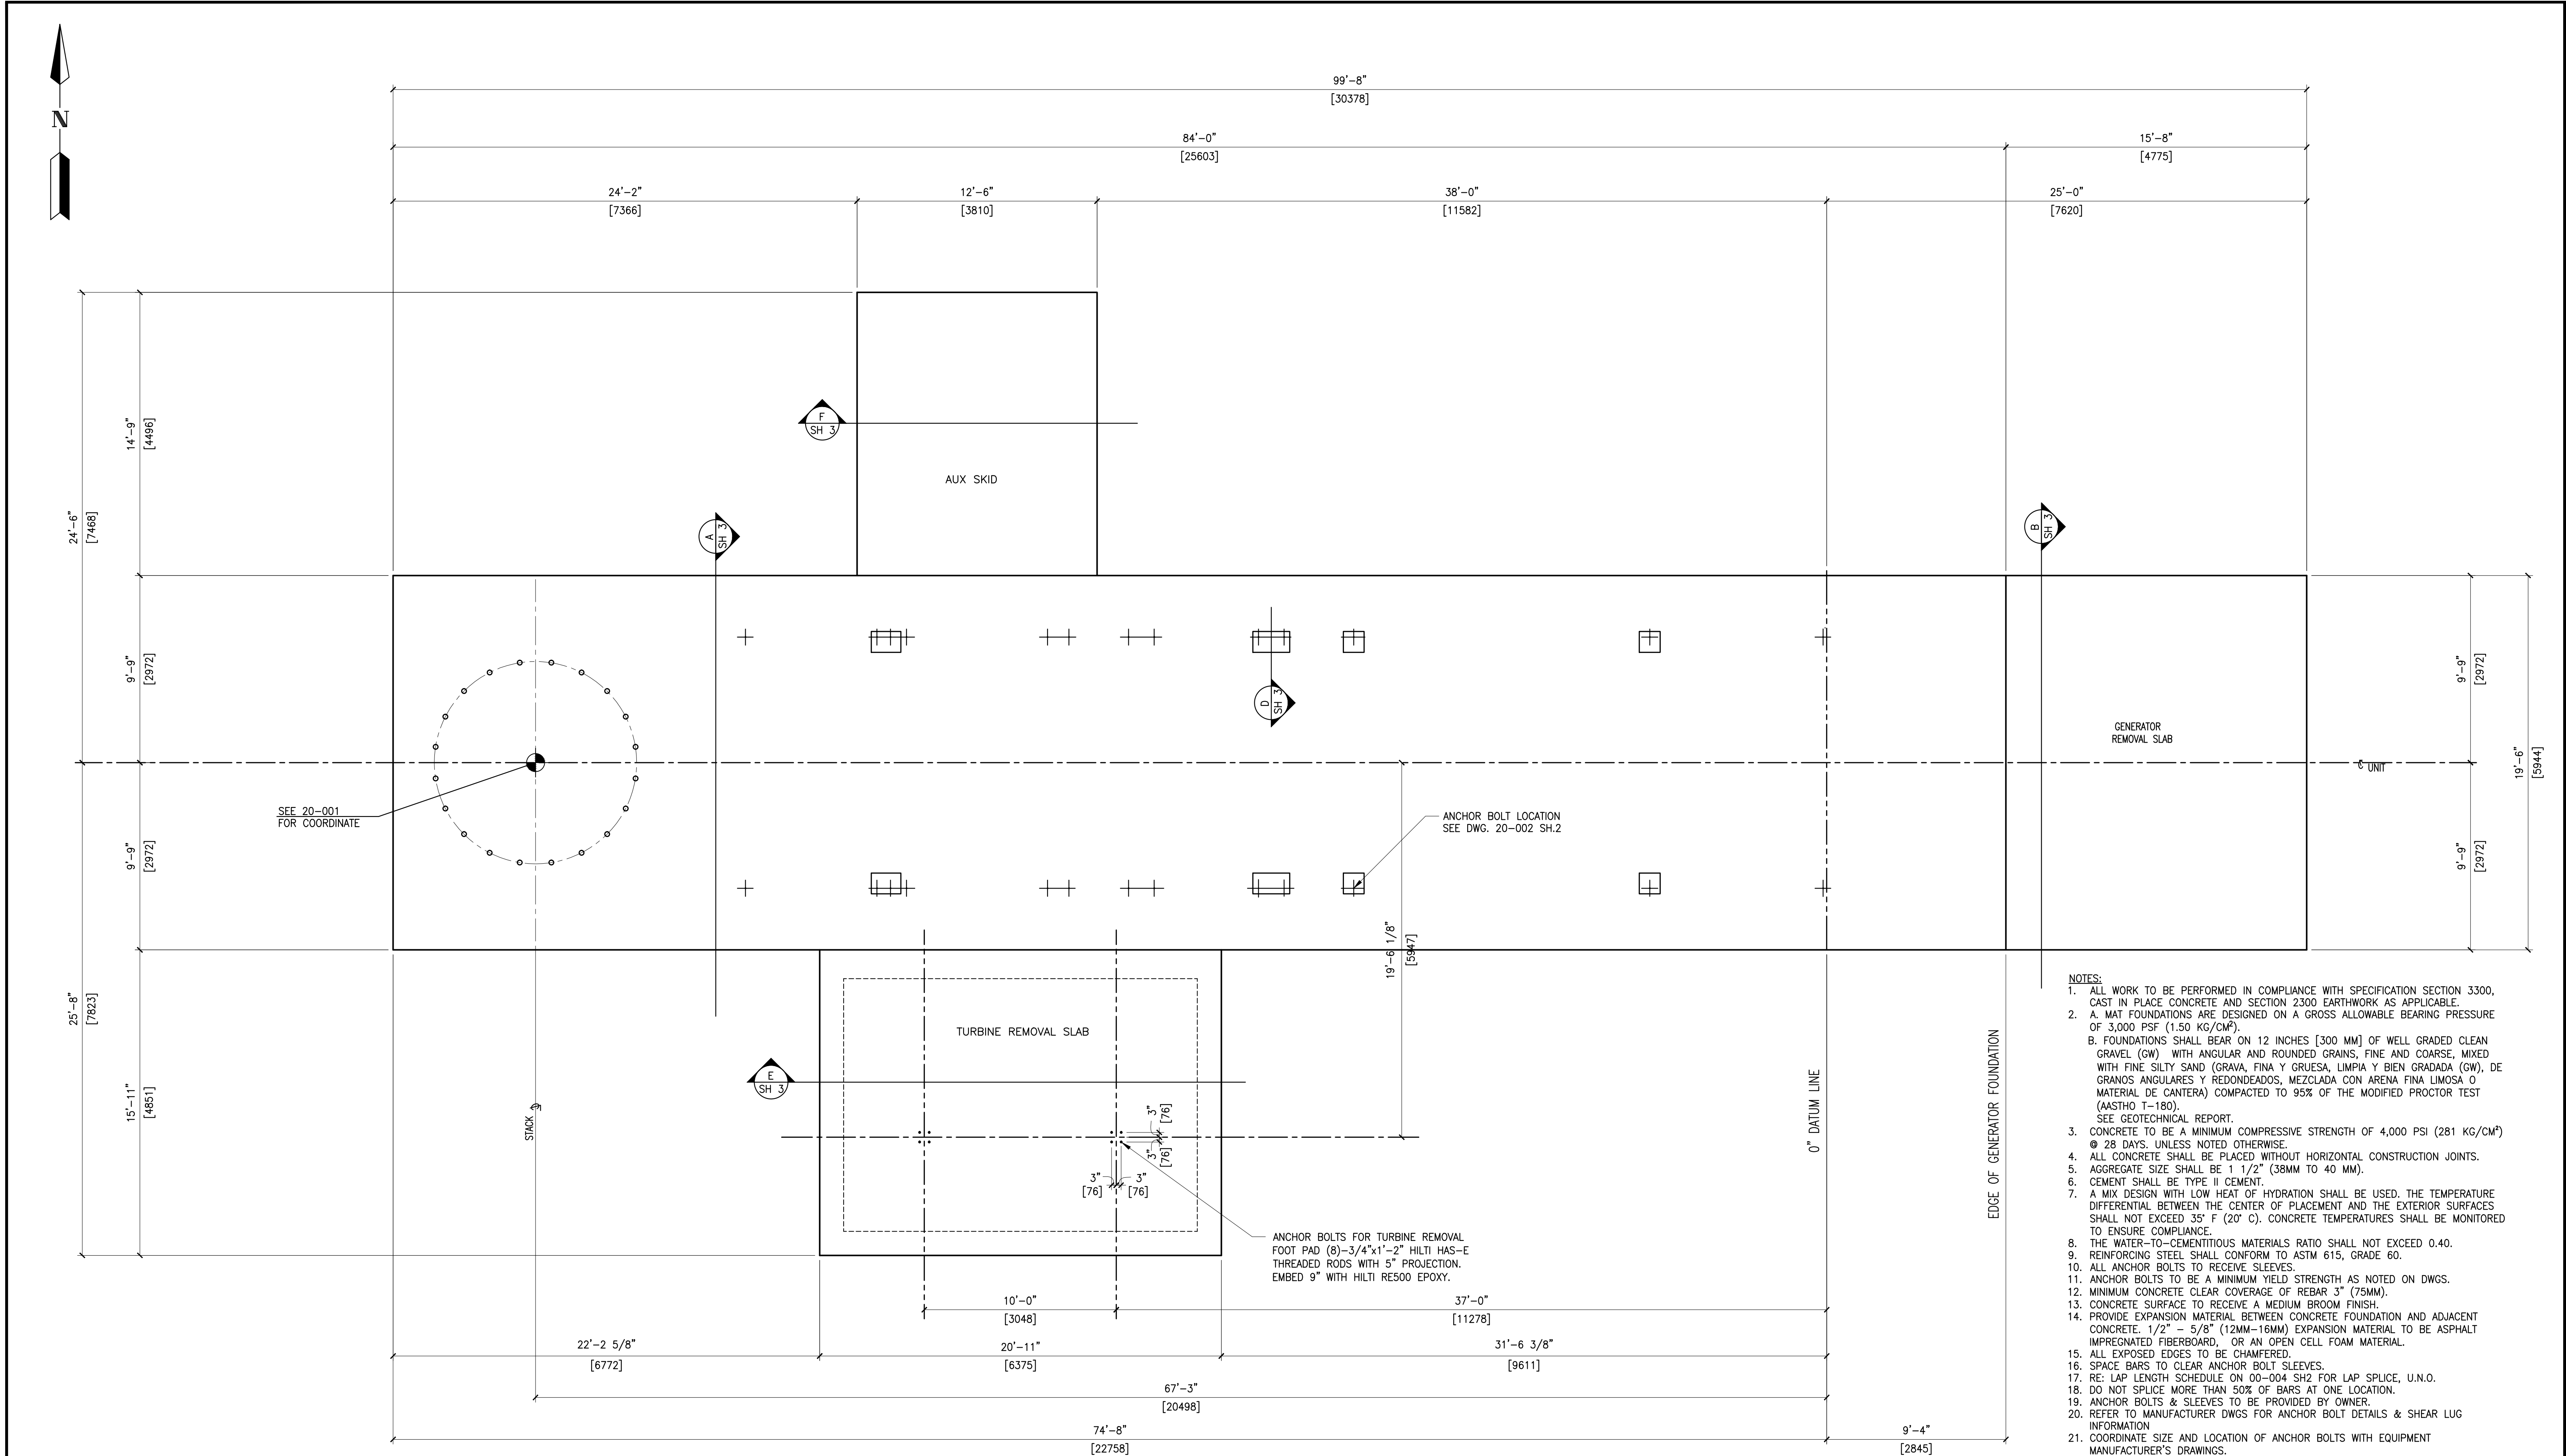 N
99'-8"
[30378]
84'-0"
[25603]
15'-8"
[4775]
24'-2"
[7366]
12'-6"
[3810]
38'-0"
[11582]
25'-0"
[7620]
24'-6"
[7468]
14'-9"
[4496]
F
SH 3
AUX SKID
A
SH 3
B
SH 3
9'-9"
[2972]
D
SH 3
9'-9"
[2972]
GENERATOR
REMOVAL SLAB
19'-6"
[5944]
℄ UNIT
SEE 20-001
FOR COORDINATE
ANCHOR BOLT LOCATION
SEE DWG. 20-002 SH.2
9'-9"
[2972]
9'-9"
[2972]
19'-6 1/8"
[5947]
25'-8"
[7823]
15'-11"
[4851]
TURBINE REMOVAL SLAB
E
SH 3
STACK ℄
3"
[76]
3"
[76]
3"
[76]
3"
[76]
0" DATUM LINE
EDGE OF GENERATOR FOUNDATION
ANCHOR BOLTS FOR TURBINE REMOVAL
FOOT PAD (8)-3/4"x1'-2" HILTI HAS-E
THREADED RODS WITH 5" PROJECTION.
EMBED 9" WITH HILTI RE500 EPOXY.
10'-0"
[3048]
37'-0"
[11278]
22'-2 5/8"
[6772]
20'-11"
[6375]
31'-6 3/8"
[9611]
67'-3"
[20498]
74'-8"
[22758]
9'-4"
[2845]
NOTES:
1. ALL WORK TO BE PERFORMED IN COMPLIANCE WITH SPECIFICATION SECTION 3300,
CAST IN PLACE CONCRETE AND SECTION 2300 EARTHWORK AS APPLICABLE.
2. A. MAT FOUNDATIONS ARE DESIGNED ON A GROSS ALLOWABLE BEARING PRESSURE
OF 3,000 PSF (1.50 KG/CM²).
B. FOUNDATIONS SHALL BEAR ON 12 INCHES [300 MM] OF WELL GRADED CLEAN
GRAVEL (GW) WITH ANGULAR AND ROUNDED GRAINS, FINE AND COARSE, MIXED
WITH FINE SILTY SAND (GRAVA, FINA Y GRUESA, LIMPIA Y BIEN GRADADA (GW), DE
GRANOS ANGULARES Y REDONDEADOS, MEZCLADA CON ARENA FINA LIMOSA O
MATERIAL DE CANTERA) COMPACTED TO 95% OF THE MODIFIED PROCTOR TEST
(AASTHO T-180).
SEE GEOTECHNICAL REPORT.
3. CONCRETE TO BE A MINIMUM COMPRESSIVE STRENGTH OF 4,000 PSI (281 KG/CM²)
@ 28 DAYS. UNLESS NOTED OTHERWISE.
4. ALL CONCRETE SHALL BE PLACED WITHOUT HORIZONTAL CONSTRUCTION JOINTS.
5. AGGREGATE SIZE SHALL BE 1 1/2" (38MM TO 40 MM).
6. CEMENT SHALL BE TYPE II CEMENT.
7. A MIX DESIGN WITH LOW HEAT OF HYDRATION SHALL BE USED. THE TEMPERATURE
DIFFERENTIAL BETWEEN THE CENTER OF PLACEMENT AND THE EXTERIOR SURFACES
SHALL NOT EXCEED 35° F (20° C). CONCRETE TEMPERATURES SHALL BE MONITORED
TO ENSURE COMPLIANCE.
8. THE WATER-TO-CEMENTITIOUS MATERIALS RATIO SHALL NOT EXCEED 0.40.
9. REINFORCING STEEL SHALL CONFORM TO ASTM 615, GRADE 60.
10. ALL ANCHOR BOLTS TO RECEIVE SLEEVES.
11. ANCHOR BOLTS TO BE A MINIMUM YIELD STRENGTH AS NOTED ON DWGS.
12. MINIMUM CONCRETE CLEAR COVERAGE OF REBAR 3" (75MM).
13. CONCRETE SURFACE TO RECEIVE A MEDIUM BROOM FINISH.
14. PROVIDE EXPANSION MATERIAL BETWEEN CONCRETE FOUNDATION AND ADJACENT
CONCRETE. 1/2" - 5/8" (12MM-16MM) EXPANSION MATERIAL TO BE ASPHALT
IMPREGNATED FIBERBOARD, OR AN OPEN CELL FOAM MATERIAL.
15. ALL EXPOSED EDGES TO BE CHAMFERED.
16. SPACE BARS TO CLEAR ANCHOR BOLT SLEEVES.
17. RE: LAP LENGTH SCHEDULE ON 00-004 SH2 FOR LAP SPLICE, U.N.O.
18. DO NOT SPLICE MORE THAN 50% OF BARS AT ONE LOCATION.
19. ANCHOR BOLTS & SLEEVES TO BE PROVIDED BY OWNER.
20. REFER TO MANUFACTURER DWGS FOR ANCHOR BOLT DETAILS & SHEAR LUG
INFORMATION
21. COORDINATE SIZE AND LOCATION OF ANCHOR BOLTS WITH EQUIPMENT
MANUFACTURER'S DRAWINGS.